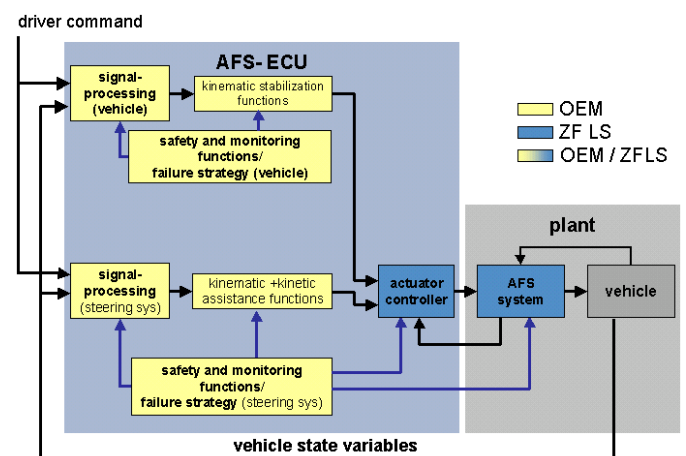 driver command
AFS- ECU
signal-
processing
(vehicle)
kinematic stabilization
functions
safety and monitoring
functions/
failure strategy (vehicle)
OEM
ZF LS
OEM / ZFLS
plant
signal-
processing
(steering sys)
kinematic +kinetic
assistance functions
actuator
controller
AFS
system
vehicle
safety and monitoring
functions/
failure strategy (steering sys)
vehicle state variables